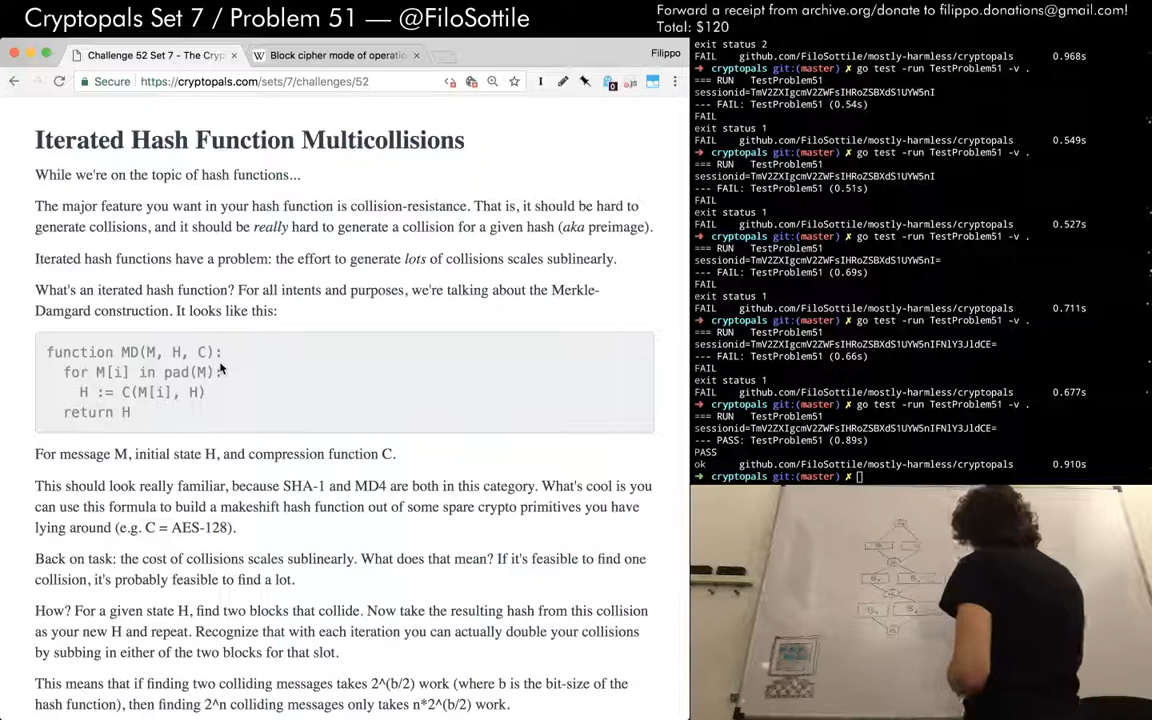 Cryptopals Set 7 / Problem 51 — @FiloSottile
Forward a receipt from archive.org/donate to filippo.donations@gmail.com!
Total: $120
Challenge 52 Set 7 - The Cryp
Block cipher mode of operatio
Filippo
Secure
https://cryptopals.com/sets/7/challenges/52
Iterated Hash Function Multicollisions
While we're on the topic of hash functions...
The major feature you want in your hash function is collision-resistance. That is, it should be hard to
generate collisions, and it should be really hard to generate a collision for a given hash (aka preimage).
Iterated hash functions have a problem: the effort to generate lots of collisions scales sublinearly.
What's an iterated hash function? For all intents and purposes, we're talking about the Merkle-
Damgard construction. It looks like this:
function MD(M, H, C):
for M[i] in pad(M):
H := C(M[i], H)
return H
For message M, initial state H, and compression function C.
This should look really familiar, because SHA-1 and MD4 are both in this category. What's cool is you
can use this formula to build a makeshift hash function out of some spare crypto primitives you have
lying around (e.g. C = AES-128).
Back on task: the cost of collisions scales sublinearly. What does that mean? If it's feasible to find one
collision, it's probably feasible to find a lot.
How? For a given state H, find two blocks that collide. Now take the resulting hash from this collision
as your new H and repeat. Recognize that with each iteration you can actually double your collisions
by subbing in either of the two blocks for that slot.
This means that if finding two colliding messages takes 2^(b/2) work (where b is the bit-size of the
hash function), then finding 2^n colliding messages only takes n*2^(b/2) work.
exit status 2
FAIL github.com/FiloSottile/mostly-harmless/cryptopals 0.968s
➜ cryptopals git:(master) ✗ go test -run TestProblem51 -v .
=== RUN TestProblem51
sessionid=TmV2ZXIgcmV2ZWFsIHRoZSBXdS1UYW5nI
--- FAIL: TestProblem51 (0.54s)
FAIL
exit status 1
FAIL github.com/FiloSottile/mostly-harmless/cryptopals 0.549s
➜ cryptopals git:(master) ✗ go test -run TestProblem51 -v .
=== RUN TestProblem51
sessionid=TmV2ZXIgcmV2ZWFsIHRoZSBXdS1UYW5nI
--- FAIL: TestProblem51 (0.51s)
FAIL
exit status 1
FAIL github.com/FiloSottile/mostly-harmless/cryptopals 0.527s
➜ cryptopals git:(master) ✗ go test -run TestProblem51 -v .
=== RUN TestProblem51
sessionid=TmV2ZXIgcmV2ZWFsIHRoZSBXdS1UYW5nI=
--- FAIL: TestProblem51 (0.69s)
FAIL
exit status 1
FAIL github.com/FiloSottile/mostly-harmless/cryptopals 0.711s
➜ cryptopals git:(master) ✗ go test -run TestProblem51 -v .
=== RUN TestProblem51
sessionid=TmV2ZXIgcmV2ZWFsIHRoZSBXdS1UYW5nIFNlY3JldCE=
--- FAIL: TestProblem51 (0.66s)
FAIL
exit status 1
FAIL github.com/FiloSottile/mostly-harmless/cryptopals 0.677s
➜ cryptopals git:(master) ✗ go test -run TestProblem51 -v .
=== RUN TestProblem51
sessionid=TmV2ZXIgcmV2ZWFsIHRoZSBXdS1UYW5nIFNlY3JldCE=
--- PASS: TestProblem51 (0.89s)
PASS
ok github.com/FiloSottile/mostly-harmless/cryptopals 0.910s
➜ cryptopals git:(master) ✗